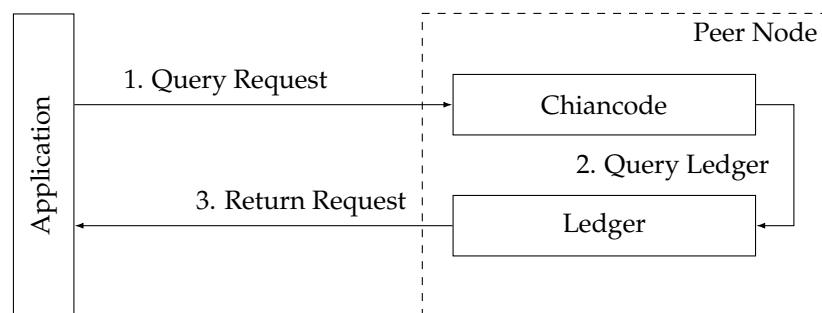 Peer Node
1. Query Request
Chiancode
Application
2. Query Ledger
3. Return Request
Ledger